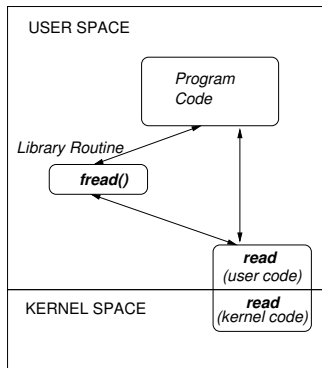 USER SPACE
Program
Code
Library Routine
fread()
read
(user code)
KERNEL SPACE
read
(kernel code)